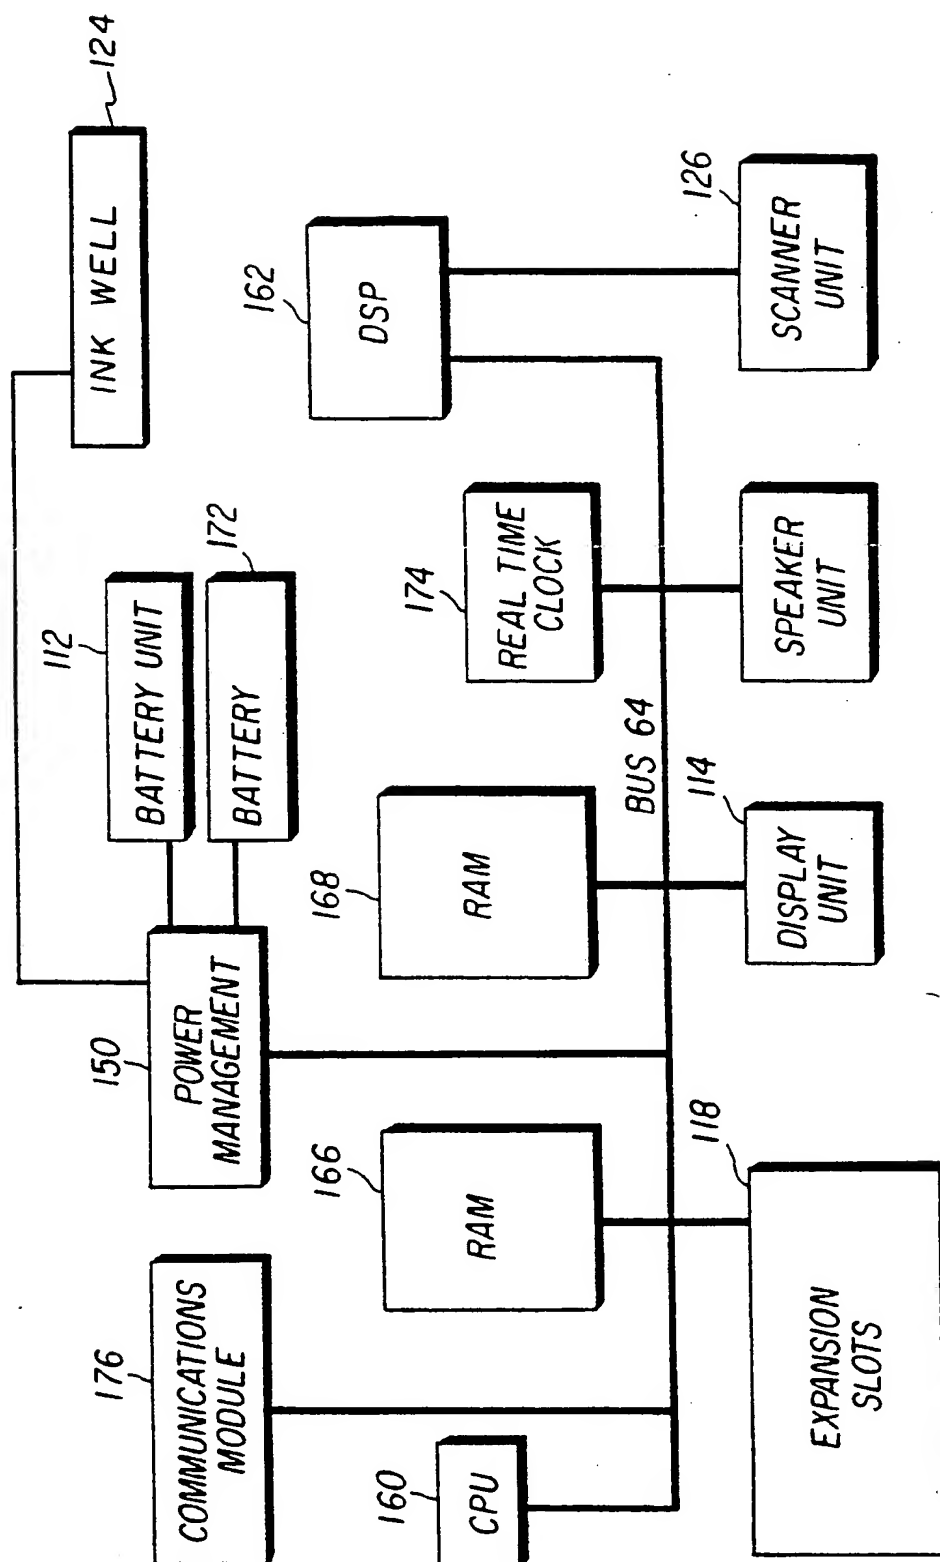 176
COMMUNICATIONS
MODULE
150
POWER
MANAGEMENT
112
BATTERY UNIT
172
BATTERY
INK WELL
124
160
CPU
166
RAM
168
RAM
174
REAL TIME
CLOCK
162
DSP
BUS 64
118
EXPANSION
SLOTS
114
DISPLAY
UNIT
SPEAKER
UNIT
126
SCANNER
UNIT